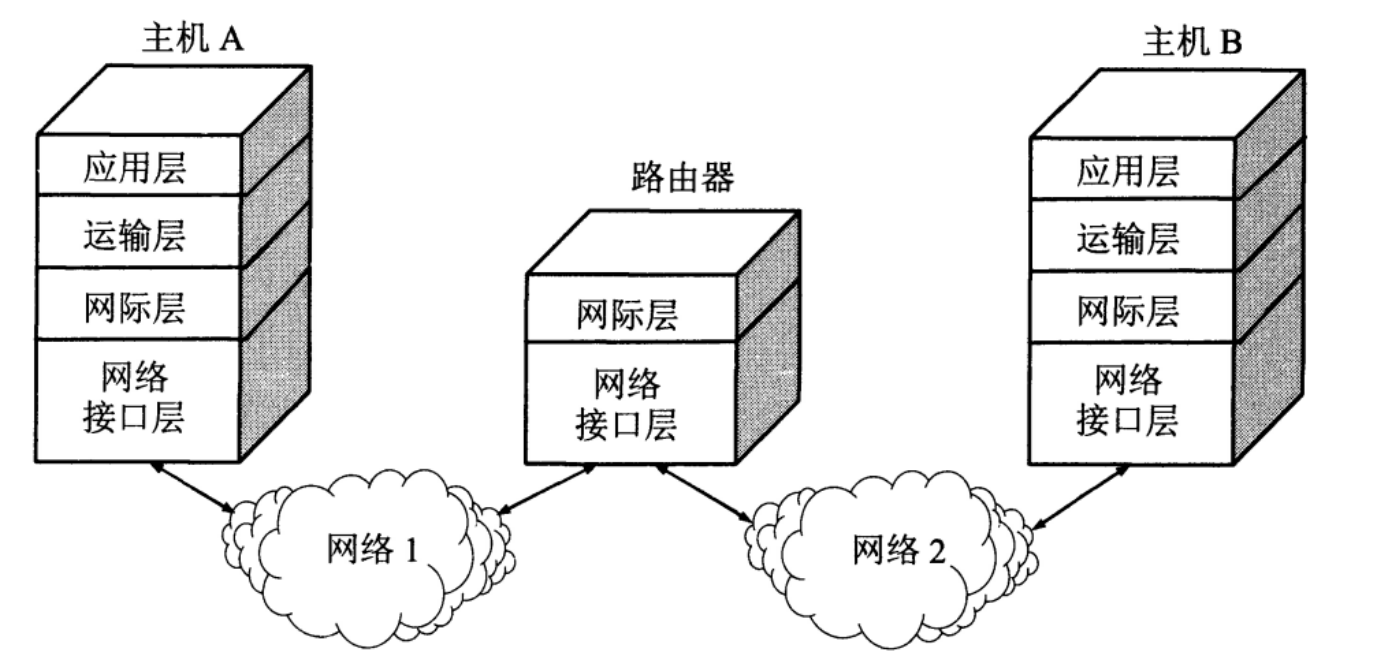 主机 A
应用层
运输层
网际层
网络
接口层
路由器
网际层
网络
接口层
主机 B
应用层
运输层
网际层
网络
接口层
网络 1
网络 2